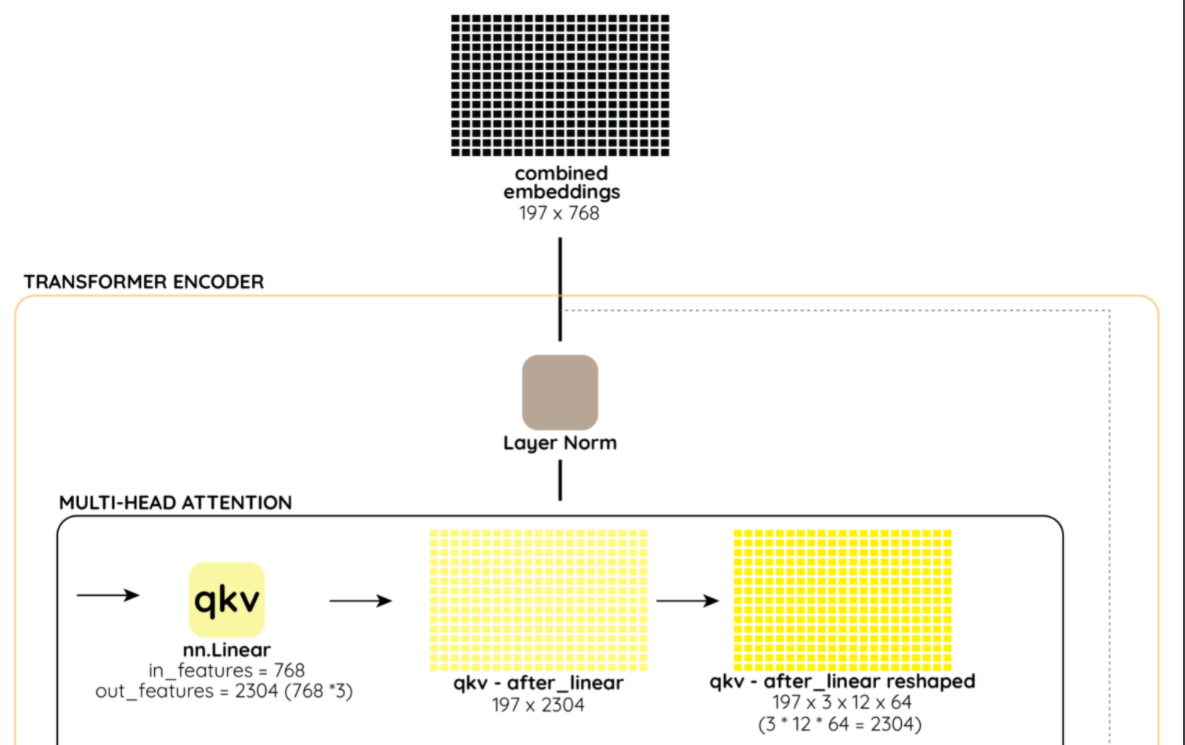 combined
embeddings
197 x 768
TRANSFORMER ENCODER
Layer Norm
MULTI-HEAD ATTENTION
qkv
nn.Linear
in_features = 768
out_features = 2304 (768 *3)
qkv - after_linear
197 x 2304
qkv - after_linear reshaped
197 x 3 x 12 x 64
(3 * 12 * 64 = 2304)